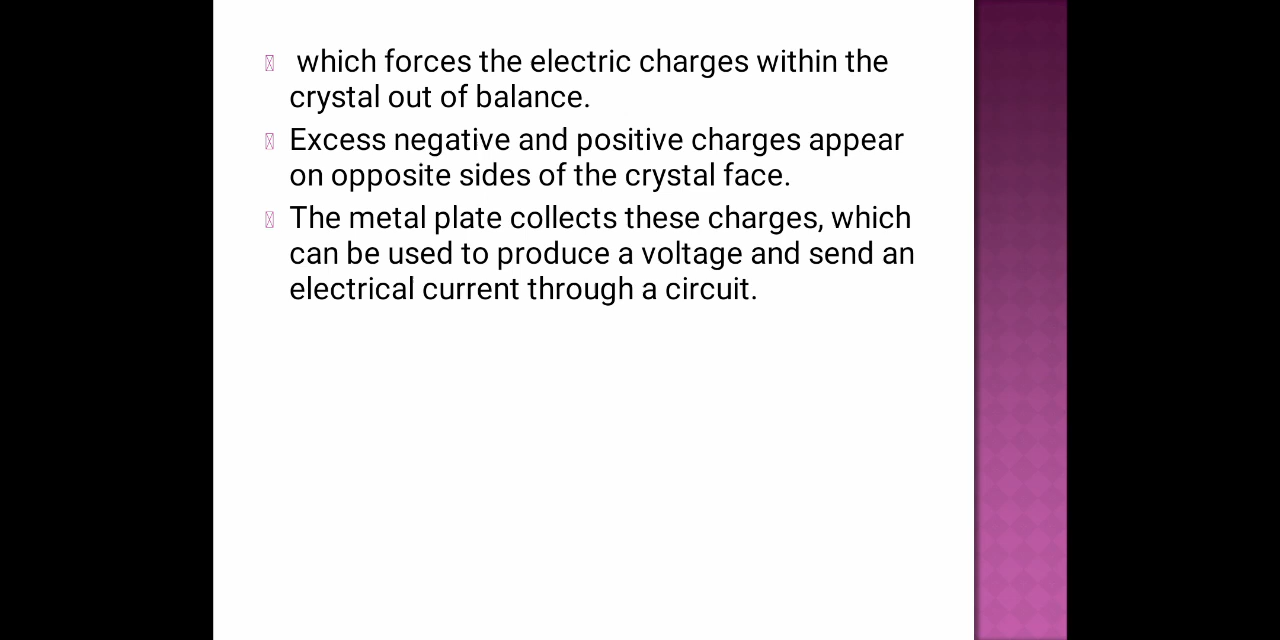 which forces the electric charges within the
crystal out of balance.
Excess negative and positive charges appear
on opposite sides of the crystal face.
The metal plate collects these charges, which
can be used to produce a voltage and send an
electrical current through a circuit.